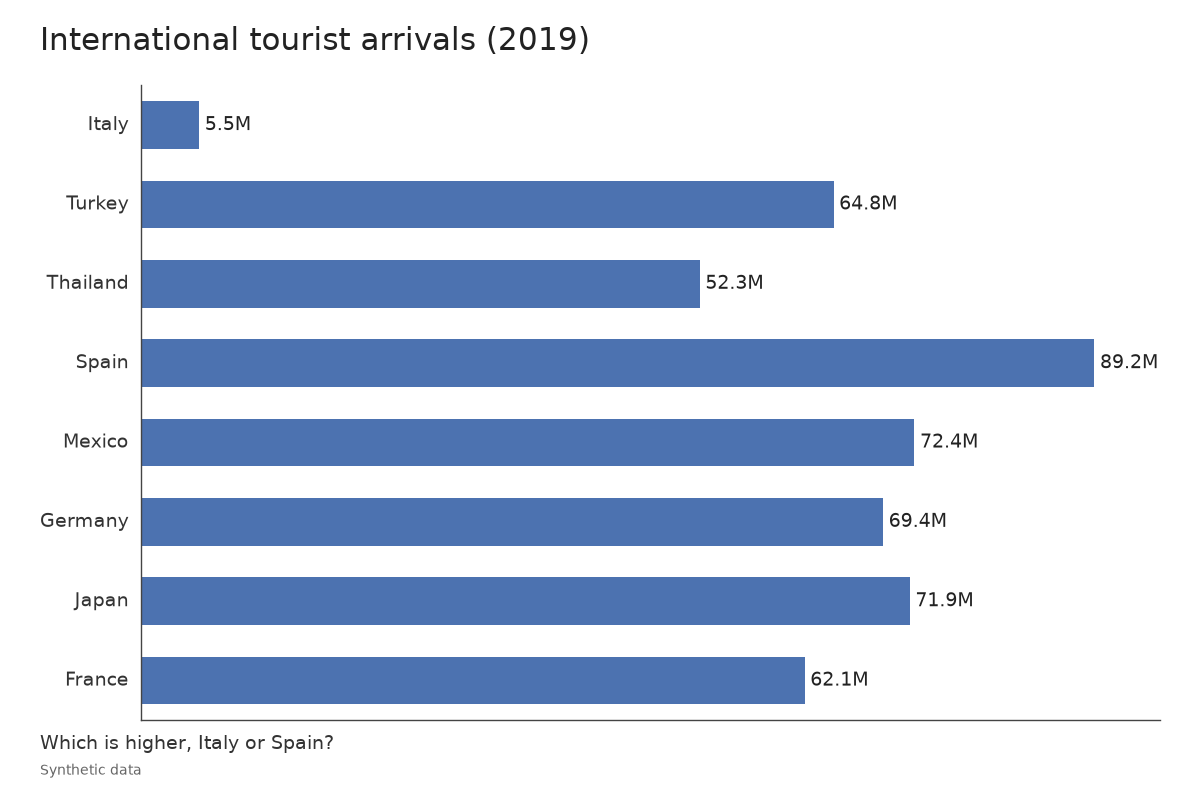 International tourist arrivals (2019)
Italy 5.5M
Turkey 64.8M
Thailand 52.3M
Spain 89.2M
Mexico 72.4M
Germany 69.4M
Japan 71.9M
France 62.1M
Which is higher, Italy or Spain?
Synthetic data